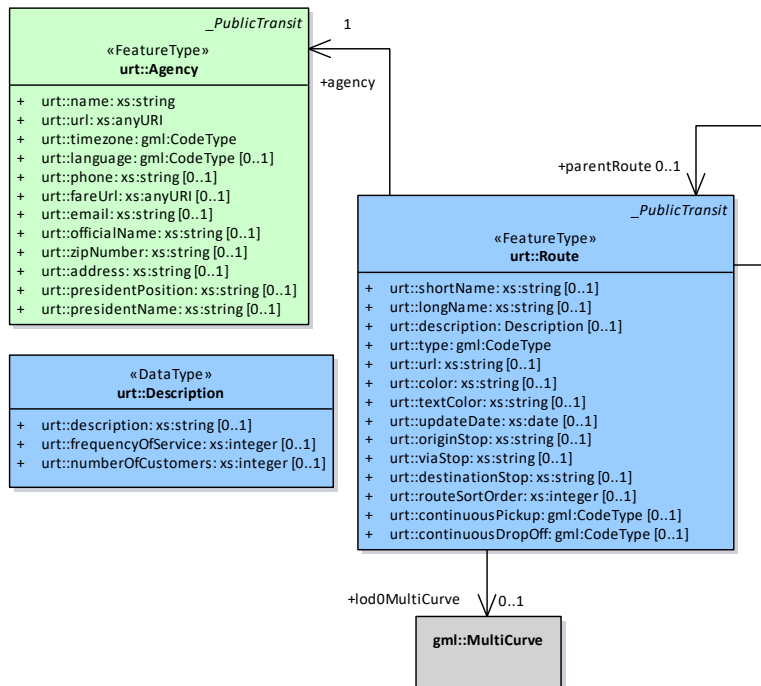 _PublicTransit
«FeatureType»
urt::Agency
+ urt::name: xs:string
+ urt::url: xs:anyURI
+ urt::timezone: gml:CodeType
+ urt::language: gml:CodeType [0..1]
+ urt::phone: xs:string [0..1]
+ urt::fareUrl: xs:anyURI [0..1]
+ urt::email: xs:string [0..1]
+ urt::officialName: xs:string [0..1]
+ urt::zipNumber: xs:string [0..1]
+ urt::address: xs:string [0..1]
+ urt::presidentPosition: xs:string [0..1]
+ urt::presidentName: xs:string [0..1]
1
+agency
+parentRoute 0..1
_PublicTransit
«FeatureType»
urt::Route
+ urt::shortName: xs:string [0..1]
+ urt::longName: xs:string [0..1]
+ urt::description: Description [0..1]
+ urt::type: gml:CodeType
+ urt::url: xs:string [0..1]
+ urt::color: xs:string [0..1]
+ urt::textColor: xs:string [0..1]
+ urt::updateDate: xs:date [0..1]
+ urt::originStop: xs:string [0..1]
+ urt::viaStop: xs:string [0..1]
+ urt::destinationStop: xs:string [0..1]
+ urt::routeSortOrder: xs:integer [0..1]
+ urt::continuousPickup: gml:CodeType [0..1]
+ urt::continuousDropOff: gml:CodeType [0..1]
«DataType»
urt::Description
+ urt::description: xs:string [0..1]
+ urt::frequencyOfService: xs:integer [0..1]
+ urt::numberOfCustomers: xs:integer [0..1]
+lod0MultiCurve
0..1
gml::MultiCurve